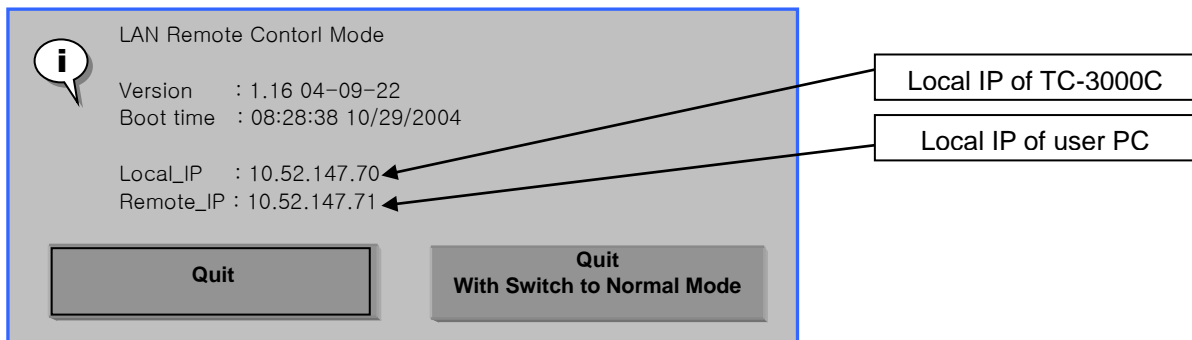 LAN Remote Contorl Mode
Version : 1.16 04-09-22
Boot time : 08:28:38 10/29/2004
Local_IP : 10.52.147.70
Remote_IP : 10.52.147.71
Quit
Quit
With Switch to Normal Mode
Local IP of TC-3000C
Local IP of user PC